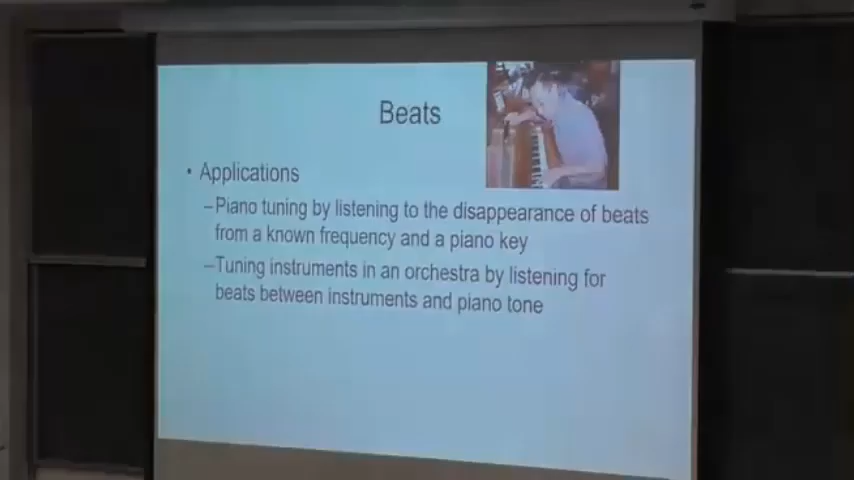 Beats
• Applications
–Piano tuning by listening to the disappearance of beats
from a known frequency and a piano key
–Tuning instruments in an orchestra by listening for
beats between instruments and piano tone